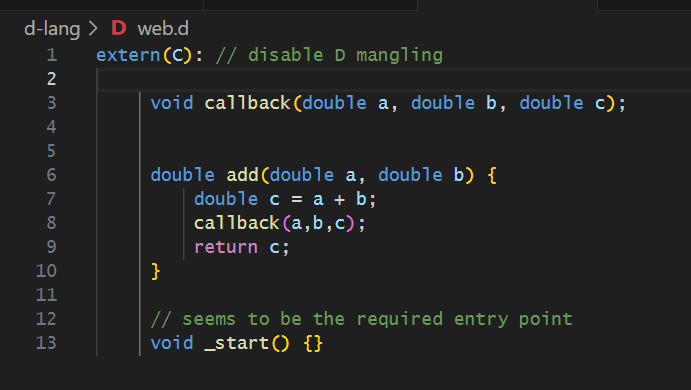 d-lang > D web.d
1 extern(C): // disable D mangling
2
3 void callback(double a, double b, double c);
4
5
6 double add(double a, double b) {
7 double c = a + b;
8 callback(a,b,c);
9 return c;
10 }
11
12 // seems to be the required entry point
13 void _start() {}